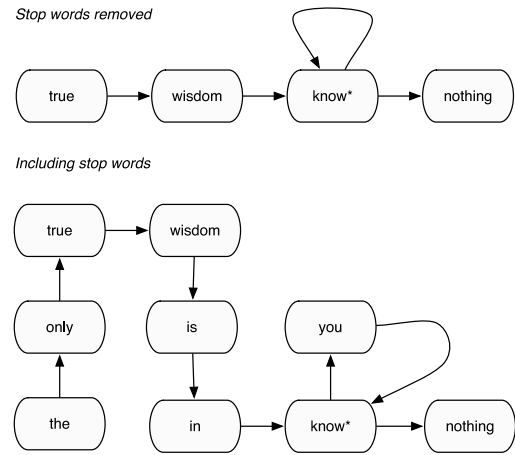 Stop words removed
true wisdom know* nothing
Including stop words
true wisdom
only is you
the in know* nothing